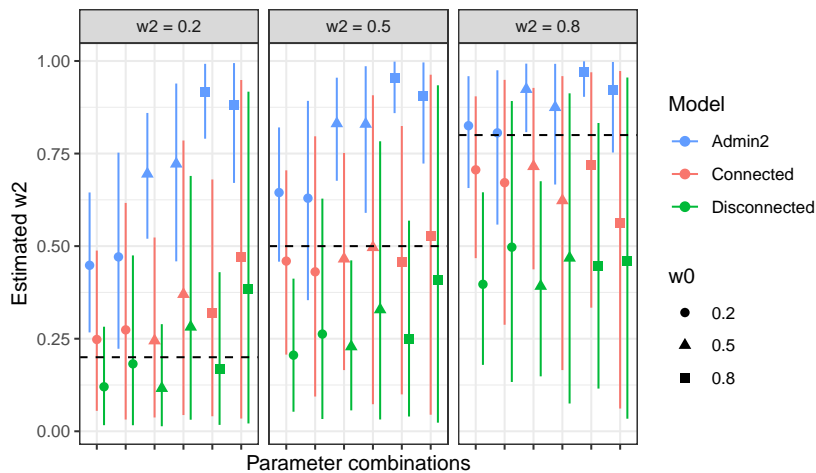 w2 = 0.2
w2 = 0.5
w2 = 0.8
Estimated w2
1.00
0.75
0.50
0.25
0.00
Parameter combinations
Model
Admin2
Connected
Disconnected
w0
0.2
0.5
0.8